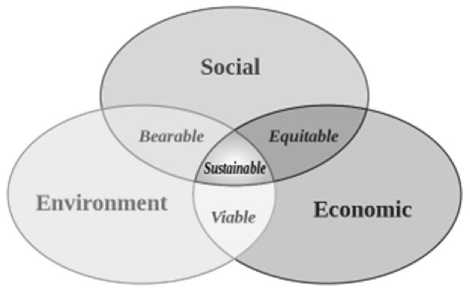 Social
Bearable
Equitable
Sustainable
Environment
Viable
Economic